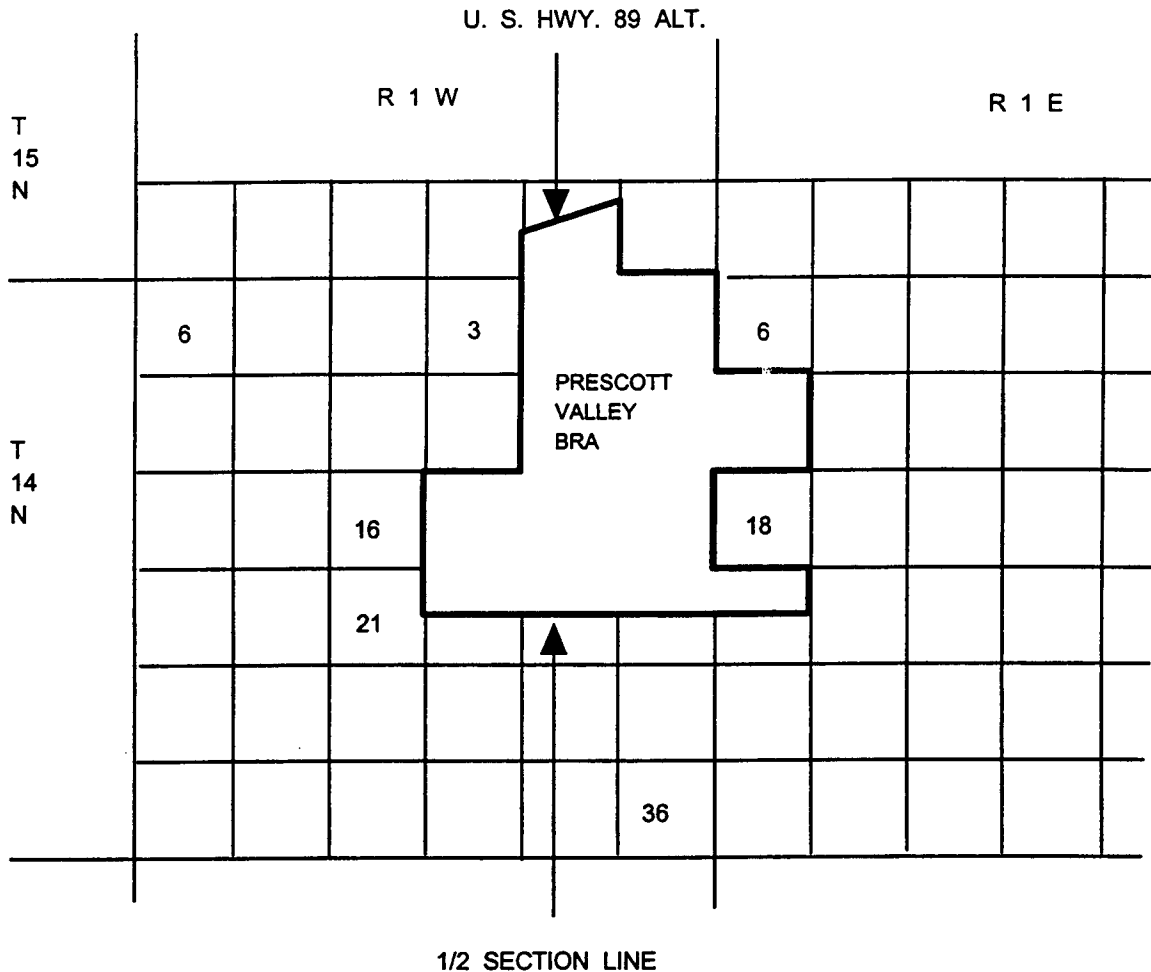 U. S. HWY. 89 ALT.
R 1 W
R 1 E
T
15
N
6
3
6
PRESCOTT
VALLEY
BRA
T
14
N
16
18
21
36
1/2 SECTION LINE